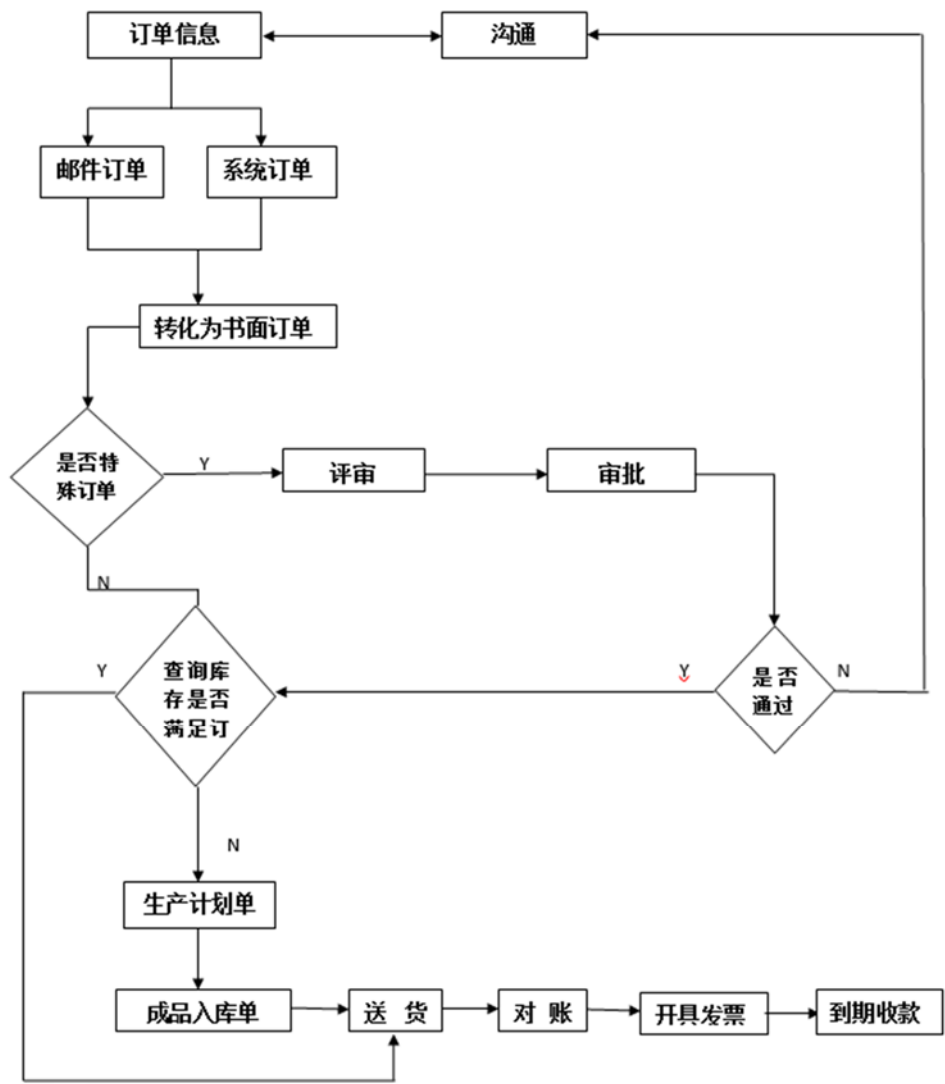 订单信息
沟通
邮件订单
系统订单
转化为书面订单
是否特
殊订单
Y
评审
审批
N
Y
查询库
存是否
满足订
Y
是否
通过
N
N
生产计划单
成品入库单
送 货
对 账
开具发票
到期收款